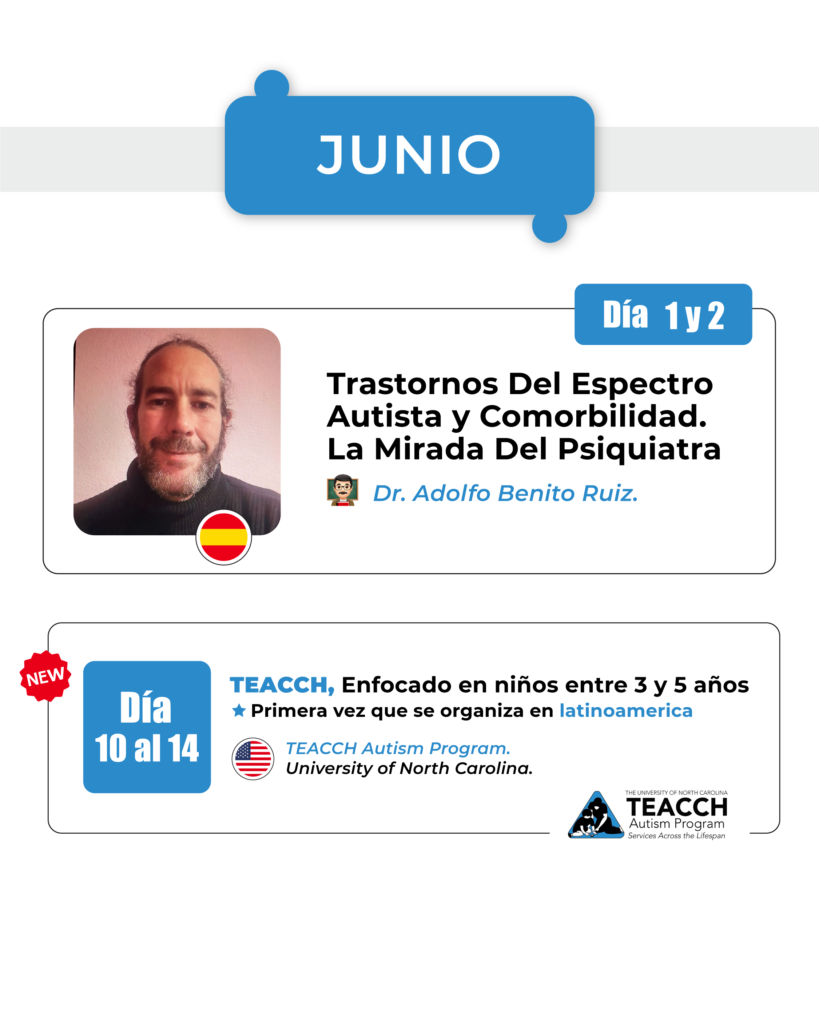 JUNIO
Día 1 y 2
Trastornos Del Espectro
Autista y Comorbilidad.
La Mirada Del Psiquiatra
Dr. Adolfo Benito Ruiz.
NEW
Día
10 al 14
TEACCH, Enfocado en niños entre 3 y 5 años
Primera vez que se organiza en latinoamerica
TEACCH Autism Program.
University of North Carolina.
THE UNIVERSITY OF NORTH CAROLINA
TEACCH
Autism Program
Services Across the Lifespan